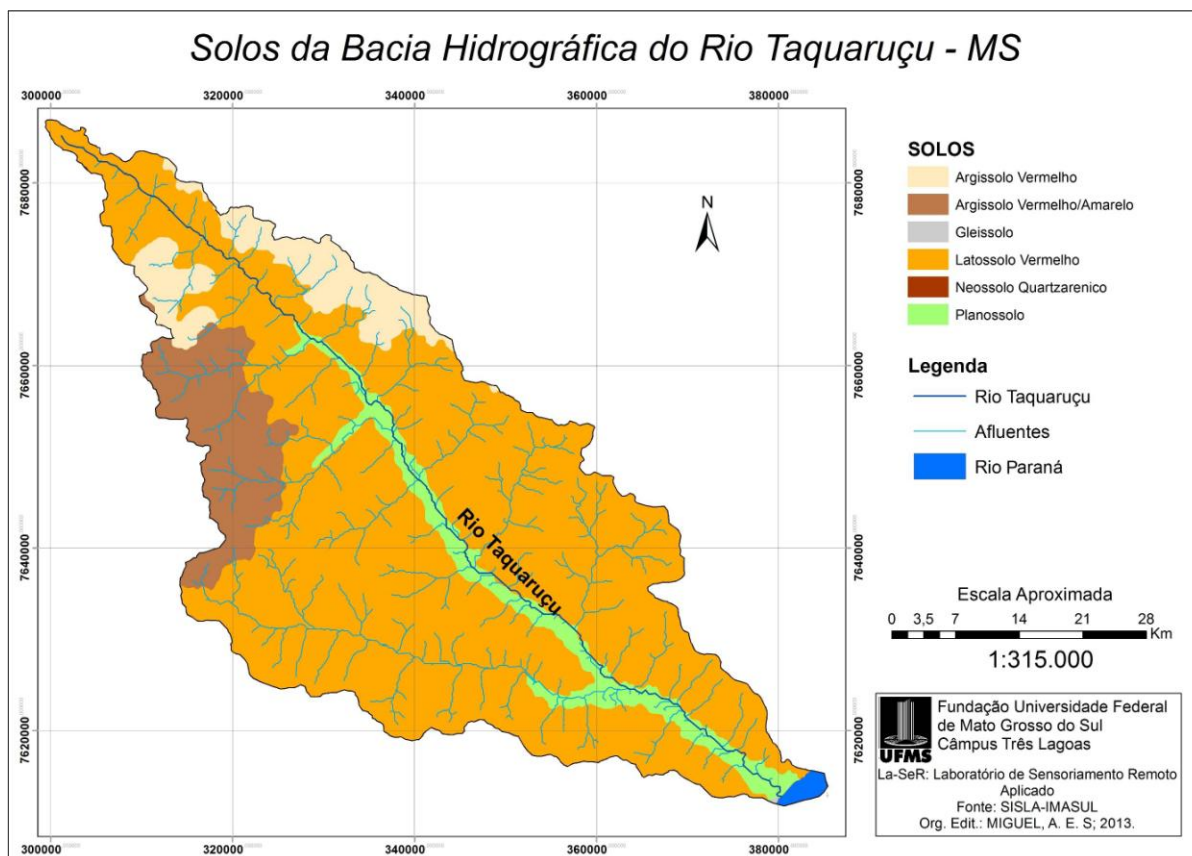 Solos da Bacia Hidrográfica do Rio Taquaruçu - MS
300000
320000
340000
360000
380000
7680000
7660000
7640000
7620000
7680000
7660000
7640000
7620000
N
Rio Taquaruçu
300000
320000
340000
360000
380000
SOLOS
Argissolo Vermelho
Argissolo Vermelho/Amarelo
Gleissolo
Latossolo Vermelho
Neossolo Quartzarenico
Planossolo
Legenda
Rio Taquaruçu
Afluentes
Rio Paraná
Escala Aproximada
0 3,5 7 14 21 28
Km
1:315.000
UFMS
Fundação Universidade Federal
de Mato Grosso do Sul
Câmpus Três Lagoas
La-SeR: Laboratório de Sensoriamento Remoto
Aplicado
Fonte: SISLA-IMASUL
Org. Edit.: MIGUEL, A. E. S; 2013.